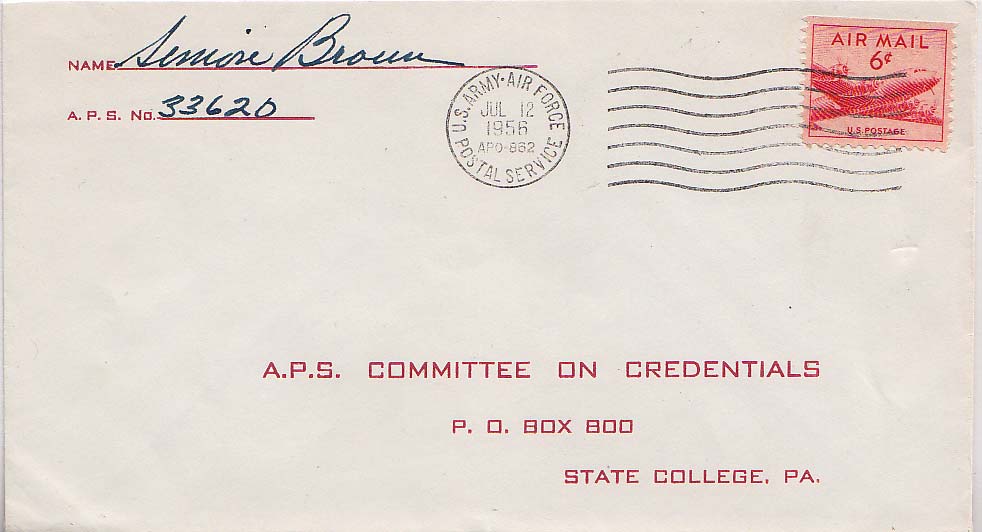 NAME Semon Brown
A. P. S. No. 33620
U.S. ARMY-AIR FORCE
JUL 12
1956
APO-862
POSTAL SERVICE
AIR MAIL
6¢
U.S. POSTAGE
A.P.S. COMMITTEE ON CREDENTIALS
P. O. BOX 800
STATE COLLEGE, PA.